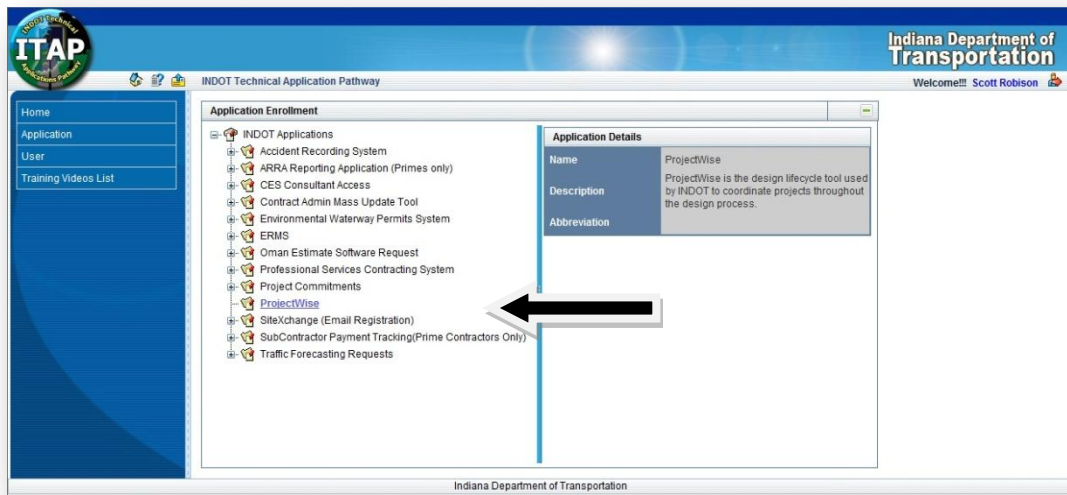 INDOT Technical
ITAP
Applications Pathway
Indiana Department of
Transportation
INDOT Technical Application Pathway
Welcome!!! Scott Robison
Home
Application
User
Training Videos List
Application Enrollment
INDOT Applications
Accident Recording System
ARRA Reporting Application (Primes only)
CES Consultant Access
Contract Admin Mass Update Tool
Environmental Waterway Permits System
ERMS
Oman Estimate Software Request
Professional Services Contracting System
Project Commitments
ProjectWise
SiteXchange (Email Registration)
SubContractor Payment Tracking(Prime Contractors Only)
Traffic Forecasting Requests
Application Details
Name ProjectWise
Description ProjectWise is the design lifecycle tool used
by INDOT to coordinate projects throughout
the design process.
Abbreviation
Indiana Department of Transportation